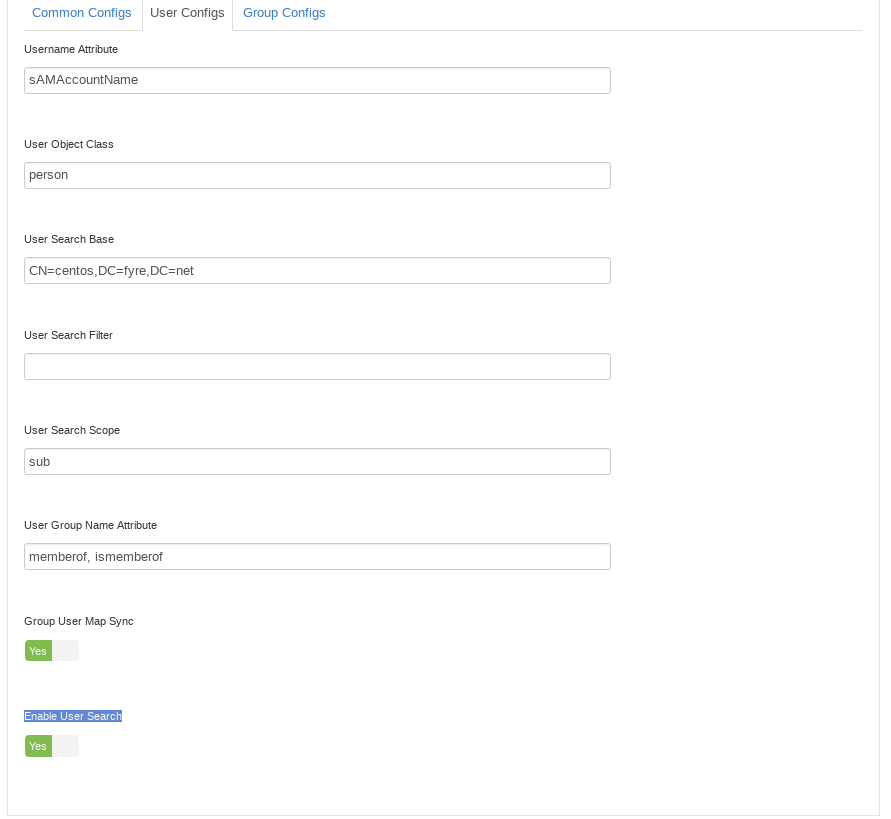 Common Configs User Configs Group Configs
Username Attribute
sAMAccountName
User Object Class
person
User Search Base
CN=centos,DC=fyre,DC=net
User Search Filter
User Search Scope
sub
User Group Name Attribute
memberof, ismemberof
Group User Map Sync
Yes
Enable User Search
Yes